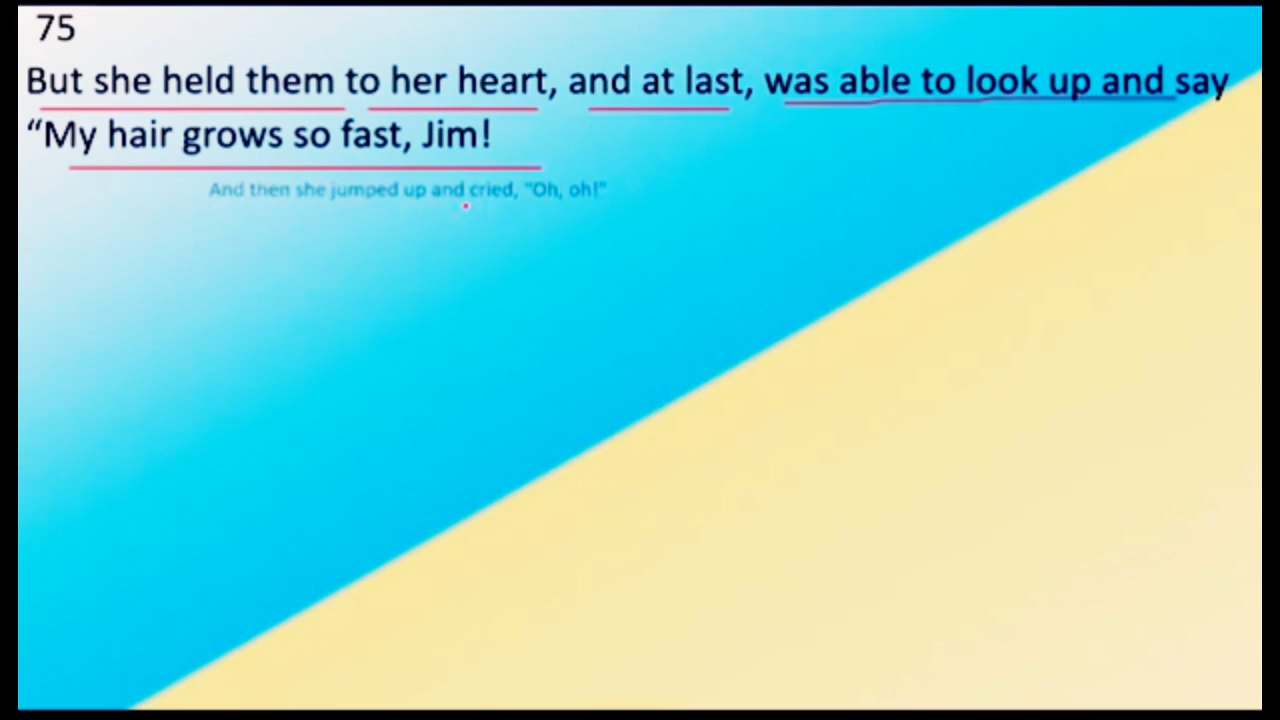 75
But she held them to her heart, and at last, was able to look up and say
“My hair grows so fast, Jim!
And then she jumped up and cried, "Oh, oh!"